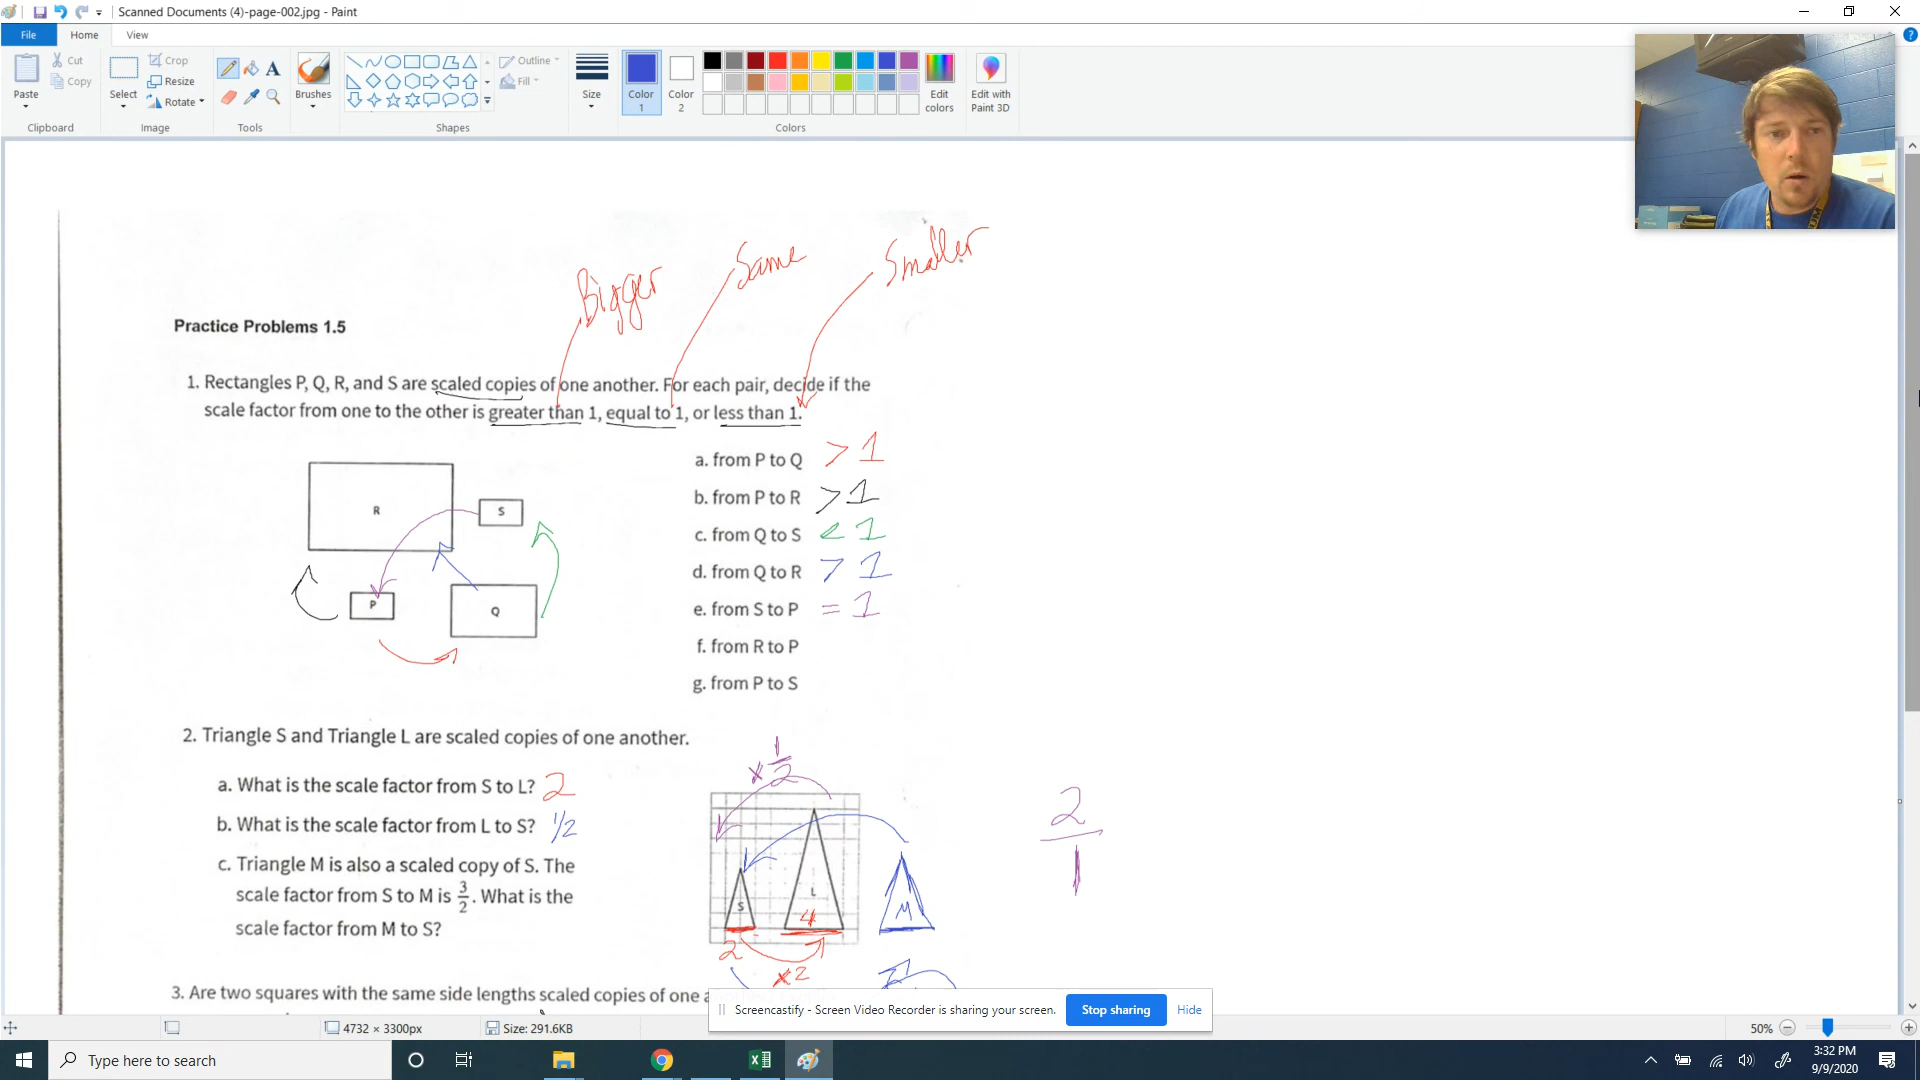 Scanned Documents (4)-page-002.jpg - Paint
File Home View
Paste Cut Copy Clipboard
Select Crop Resize Rotate Image
Tools
Brushes
Outline Fill Shapes
Size
Color 1 Color 2 Colors
Edit colors
Edit with Paint 3D
Bigger Same Smaller
Practice Problems 1.5
1. Rectangles P, Q, R, and S are scaled copies of one another. For each pair, decide if the
scale factor from one to the other is greater than 1, equal to 1, or less than 1.
R S P Q
a. from P to Q > 1
b. from P to R > 1
c. from Q to S < 1
d. from Q to R > 1
e. from S to P = 1
f. from R to P
g. from P to S
2. Triangle S and Triangle L are scaled copies of one another.
a. What is the scale factor from S to L? 2
b. What is the scale factor from L to S? 1/2
c. Triangle M is also a scaled copy of S. The
scale factor from S to M is 3/2. What is the
scale factor from M to S?
x 1/2
S L M
2 4
x2
2/1
3. Are two squares with the same side lengths scaled copies of one a
Screencastify - Screen Video Recorder is sharing your screen. Stop sharing Hide
4732 × 3300px Size: 291.6KB 50%
Type here to search
3:32 PM
9/9/2020